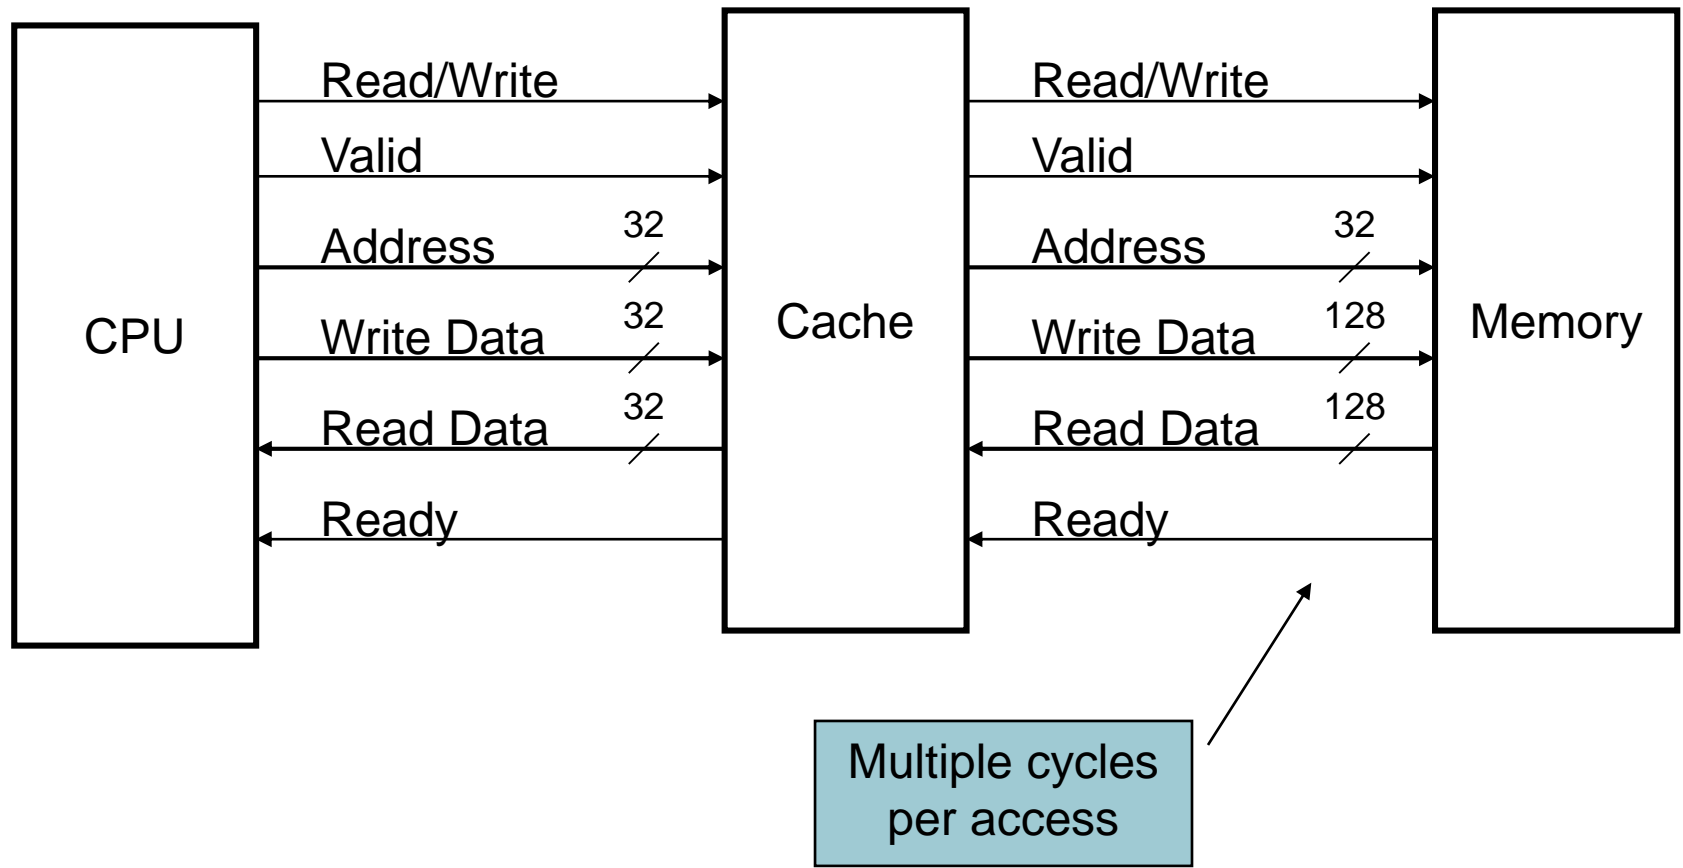 CPU
Read/Write
Valid
Address 32
Write Data 32
Read Data 32
Ready
Cache
Read/Write
Valid
Address 32
Write Data 128
Read Data 128
Ready
Memory
Multiple cycles
per access